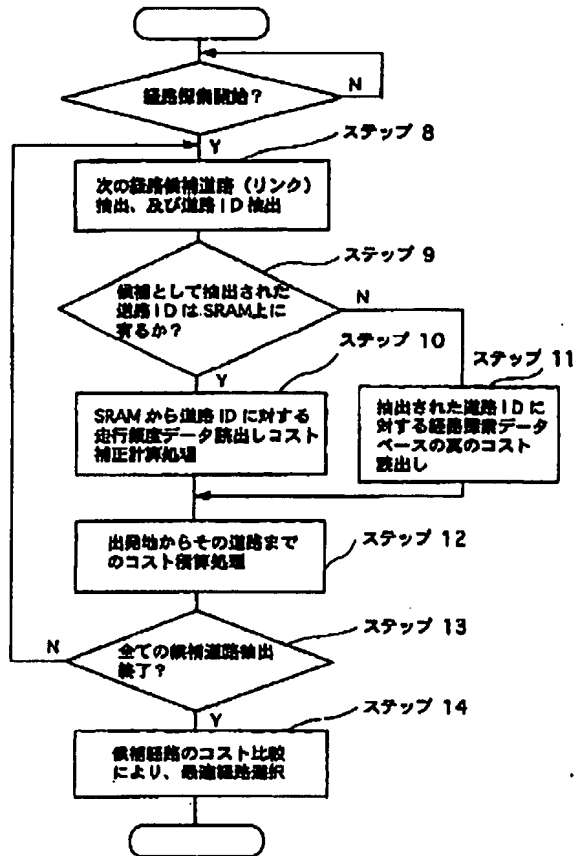 経路探索開始？
N
Y
ステップ 8
次の経路候補道路（リンク）
抽出、及び道路ID抽出
ステップ 9
候補として抽出された
道路IDはSRAM上に
有るか？
N
Y
ステップ 10
ステップ 11
SRAMから道路IDに対する
走行頻度データ読出しコスト
補正計算処理
抽出された道路IDに
対する経路探索データ
ベースの真のコスト
読出し
出発地からその道路まで
のコスト積算処理
ステップ 12
全ての候補道路抽出
終了？
ステップ 13
N
Y
ステップ 14
候補経路のコスト比較
により、最適経路選択